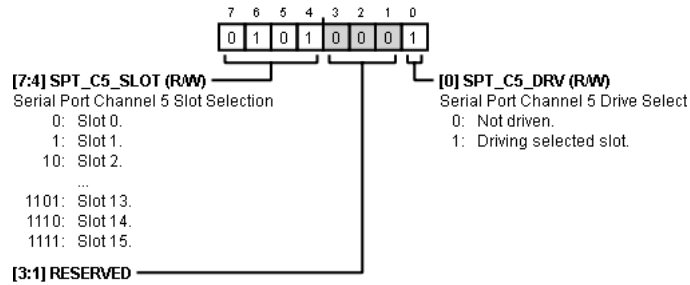 7 6 5 4 3 2 1 0
0 1 0 1 0 0 0 1
[7:4] SPT_C5_SLOT (R/W)
Serial Port Channel 5 Slot Selection
0: Slot 0.
1: Slot 1.
10: Slot 2.
...
1101: Slot 13.
1110: Slot 14.
1111: Slot 15.
[3:1] RESERVED
[0] SPT_C5_DRV (R/W)
Serial Port Channel 5 Drive Select
0: Not driven.
1: Driving selected slot.